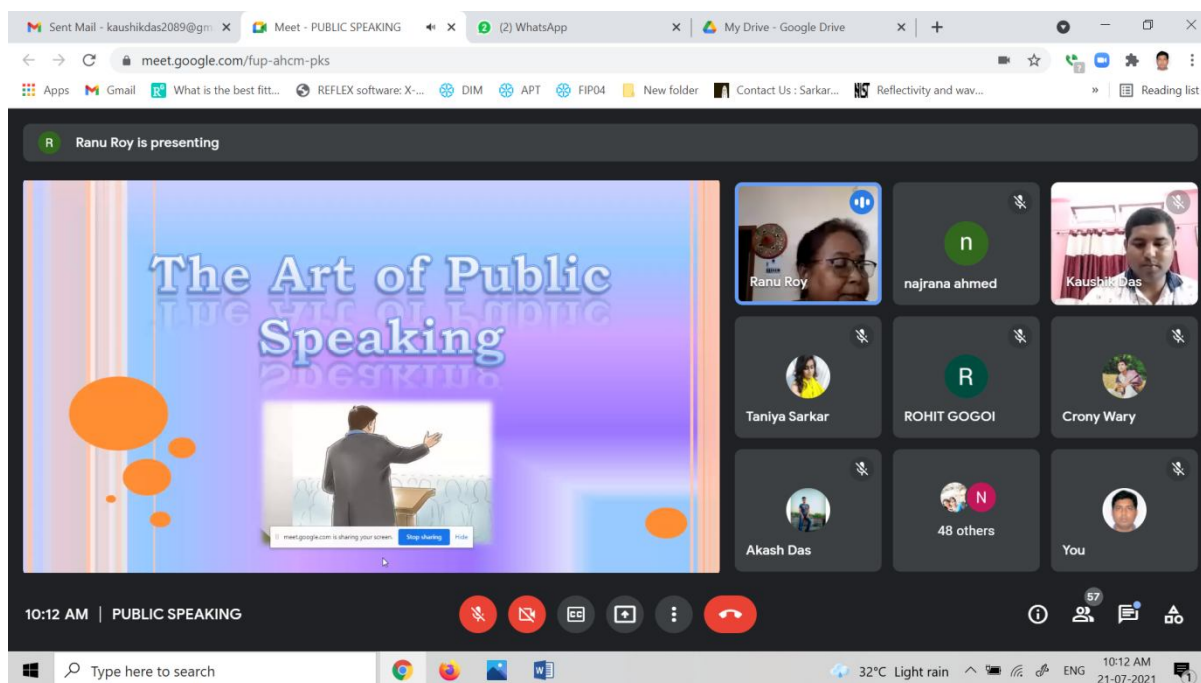 Sent Mail - kaushikdas2089@gm
Meet - PUBLIC SPEAKING
(2) WhatsApp
My Drive - Google Drive
meet.google.com/fup-ahcm-pks
Apps
Gmail
What is the best fitt...
REFLEX software: X-...
DIM
APT
FIP04
New folder
Contact Us : Sarkar...
NIST
Reflectivity and wav...
»
Reading list
R
Ranu Roy is presenting
The Art of Public
Speaking
meet.google.com is sharing your screen.
Stop sharing
Hide
Ranu Roy
n
najrana ahmed
Kaushik Das
Taniya Sarkar
R
ROHIT GOGOI
Crony Wary
Akash Das
N
48 others
You
10:12 AM | PUBLIC SPEAKING
CC
57
Type here to search
32°C Light rain
ENG
10:12 AM
21-07-2021
1